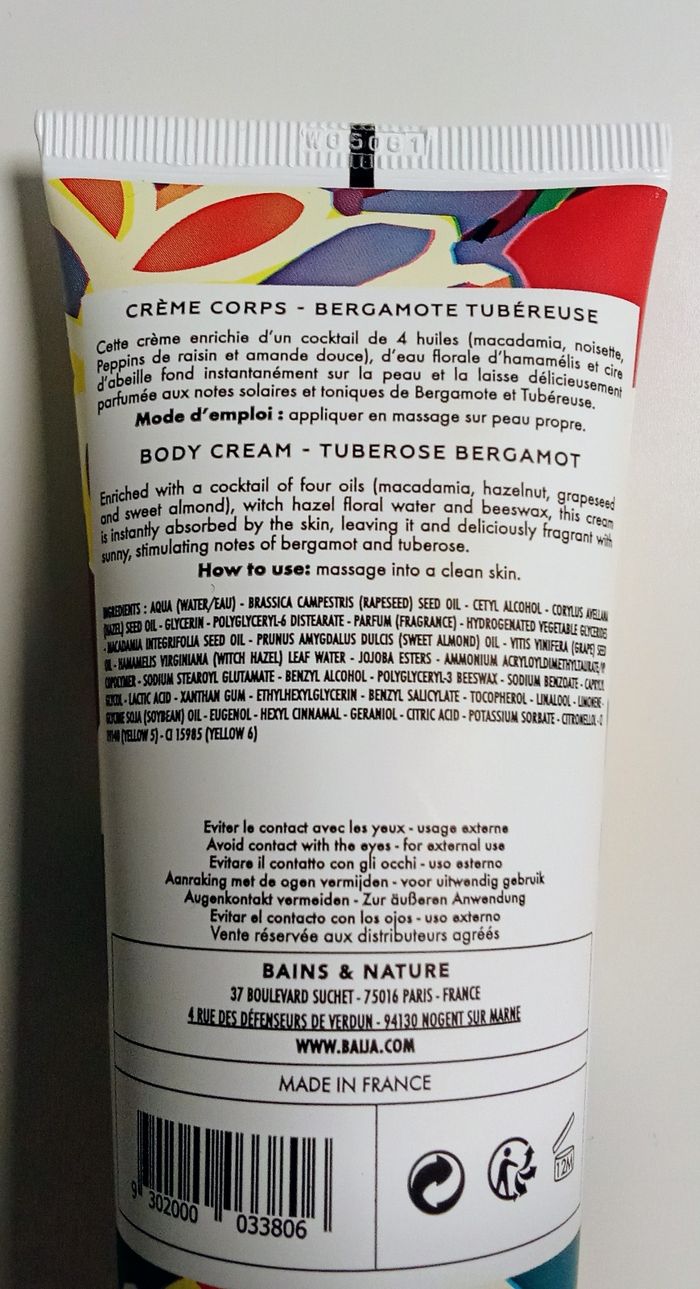 W65061
CRÈME CORPS - BERGAMOTE TUBÉREUSE
Cette crème enrichie d'un cocktail de 4 huiles (macadamia, noisette,
Peppins de raisin et amande douce), d'eau florale d'hamamélis et cire
d'abeille fond instantanément sur la peau et la laisse délicieusement
parfumée aux notes solaires et toniques de Bergamote et Tubéreuse.
Mode d'emploi : appliquer en massage sur peau propre.
BODY CREAM - TUBEROSE BERGAMOT
Enriched with a cocktail of four oils (macadamia, hazelnut, grapeseed
and sweet almond), witch hazel floral water and beeswax, this cream
is instantly absorbed by the skin, leaving it and deliciously fragrant with
sunny, stimulating notes of bergamot and tuberose.
How to use: massage into a clean skin.
INGREDIENTS : AQUA (WATER/EAU) - BRASSICA CAMPESTRIS (RAPESEED) SEED OIL - CETYL ALCOHOL - CORYLUS AVELLANA
(HAZEL) SEED OIL - GLYCERIN - POLYGLYCERYL-6 DISTEARATE - PARFUM (FRAGRANCE) - HYDROGENATED VEGETABLE GLYCERIDES
- MACADAMIA INTEGRIFOLIA SEED OIL - PRUNUS AMYGDALUS DULCIS (SWEET ALMOND) OIL - VITIS VINIFERA (GRAPE) SEED
OIL - HAMAMELIS VIRGINIANA (WITCH HAZEL) LEAF WATER - JOJOBA ESTERS - AMMONIUM ACRYLOYLDIMETHYLTAURATE/VP
COPOLYMER - SODIUM STEAROYL GLUTAMATE - BENZYL ALCOHOL - POLYGLYCERYL-3 BEESWAX - SODIUM BENZOATE - CAPRYLYL
GLYCOL - LACTIC ACID - XANTHAN GUM - ETHYLHEXYLGLYCERIN - BENZYL SALICYLATE - TOCOPHEROL - LINALOOL - LIMONENE -
GLYCINE SOJA (SOYBEAN) OIL - EUGENOL - HEXYL CINNAMAL - GERANIOL - CITRIC ACID - POTASSIUM SORBATE - CITRONELLOL - CI
19140 (YELLOW 5) - CI 15985 (YELLOW 6)
Eviter le contact avec les yeux - usage externe
Avoid contact with the eyes - for external use
Evitare il contatto con gli occhi - uso esterno
Aanraking met de ogen vermijden - voor uitwendig gebruik
Augenkontakt vermeiden - Zur äußeren Anwendung
Evitar el contacto con los ojos - uso externo
Vente réservée aux distributeurs agréés
BAINS & NATURE
37 BOULEVARD SUCHET - 75016 PARIS - FRANCE
4 RUE DES DÉFENSEURS DE VERDUN - 94130 NOGENT SUR MARNE
WWW.BAIJA.COM
MADE IN FRANCE
9 302000 033806
12M